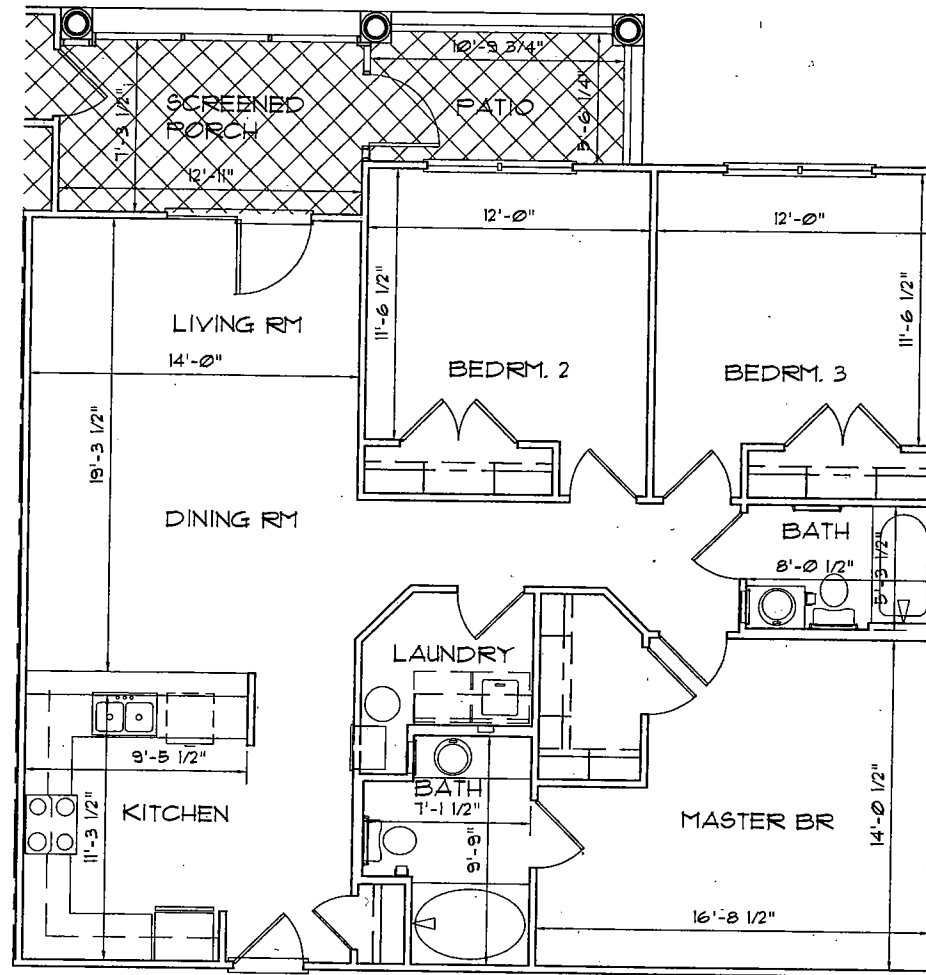 10'-9 3/4"
SCREENED
PORCH
PATIO
7'-3 1/2"
5'-6 1/4"
12'-11"
12'-0"
12'-0"
11'-6 1/2"
11'-6 1/2"
LIVING RM
14'-0"
BEDRM. 2
BEDRM. 3
19'-3 1/2"
DINING RM
BATH
8'-0 1/2"
5'-3 1/2"
LAUNDRY
9'-5 1/2"
BATH
7'-1 1/2"
KITCHEN
11'-3 1/2"
9'-9"
MASTER BR
14'-0 1/2"
16'-8 1/2"